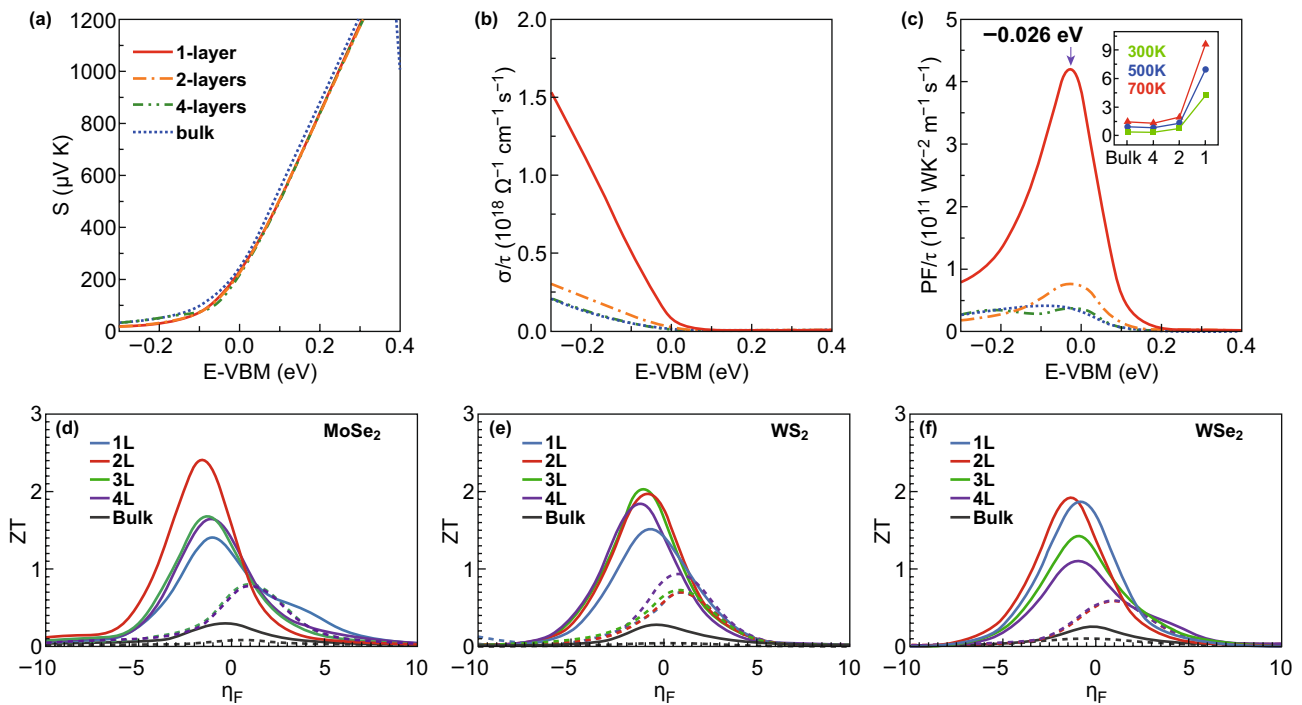 (a)
1200
1000
800
600
400
200
0
S (μV K)
1-layer
2-layers
4-layers
bulk
−0.2 0.0 0.2 0.4
E-VBM (eV)
(b)
2.0
1.5
1.0
0.5
0.0
σ/τ (10¹⁸ Ω⁻¹ cm⁻¹ s⁻¹)
−0.2 0.0 0.2 0.4
E-VBM (eV)
(c)
−0.026 eV
5
4
3
2
1
0
PF/τ (10¹¹ WK⁻² m⁻¹ s⁻¹)
300K
500K
700K
9
6
3
0
Bulk 4 2 1
−0.2 0.0 0.2 0.4
E-VBM (eV)
(d)
MoSe₂
3
2
1
0
ZT
1L
2L
3L
4L
Bulk
−10 −5 0 5 10
η_F
(e)
WS₂
3
2
1
0
ZT
1L
2L
3L
4L
Bulk
−10 −5 0 5 10
η_F
(f)
WSe₂
3
2
1
0
ZT
1L
2L
3L
4L
Bulk
−10 −5 0 5 10
η_F